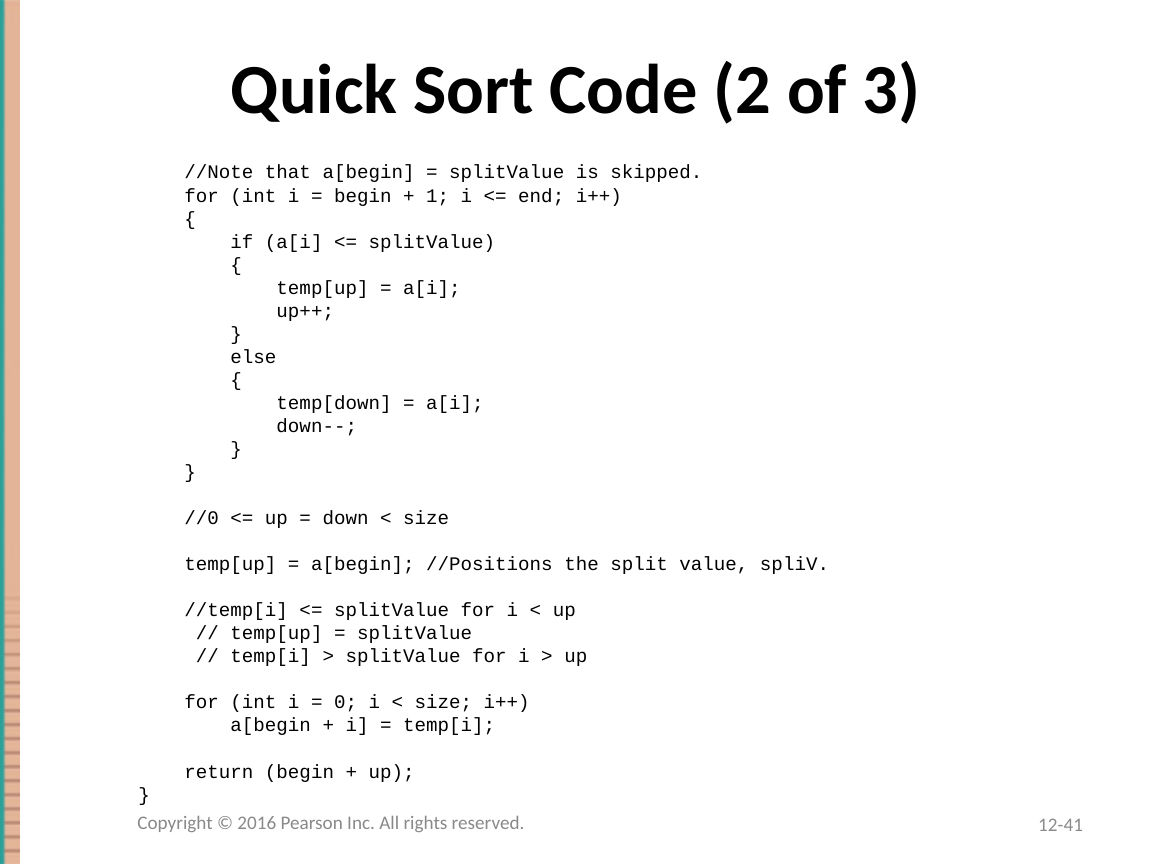 Quick Sort Code (2 of 3)
    //Note that a[begin] = splitValue is skipped.
    for (int i = begin + 1; i <= end; i++)
    {
        if (a[i] <= splitValue)
        {
            temp[up] = a[i];
            up++;
        }
        else
        {
            temp[down] = a[i];
            down--;
        }
    }

    //0 <= up = down < size

    temp[up] = a[begin]; //Positions the split value, spliV.

    //temp[i] <= splitValue for i < up
     // temp[up] = splitValue
     // temp[i] > splitValue for i > up

    for (int i = 0; i < size; i++)
        a[begin + i] = temp[i];

    return (begin + up);
}
Copyright © 2016 Pearson Inc. All rights reserved.
12-41